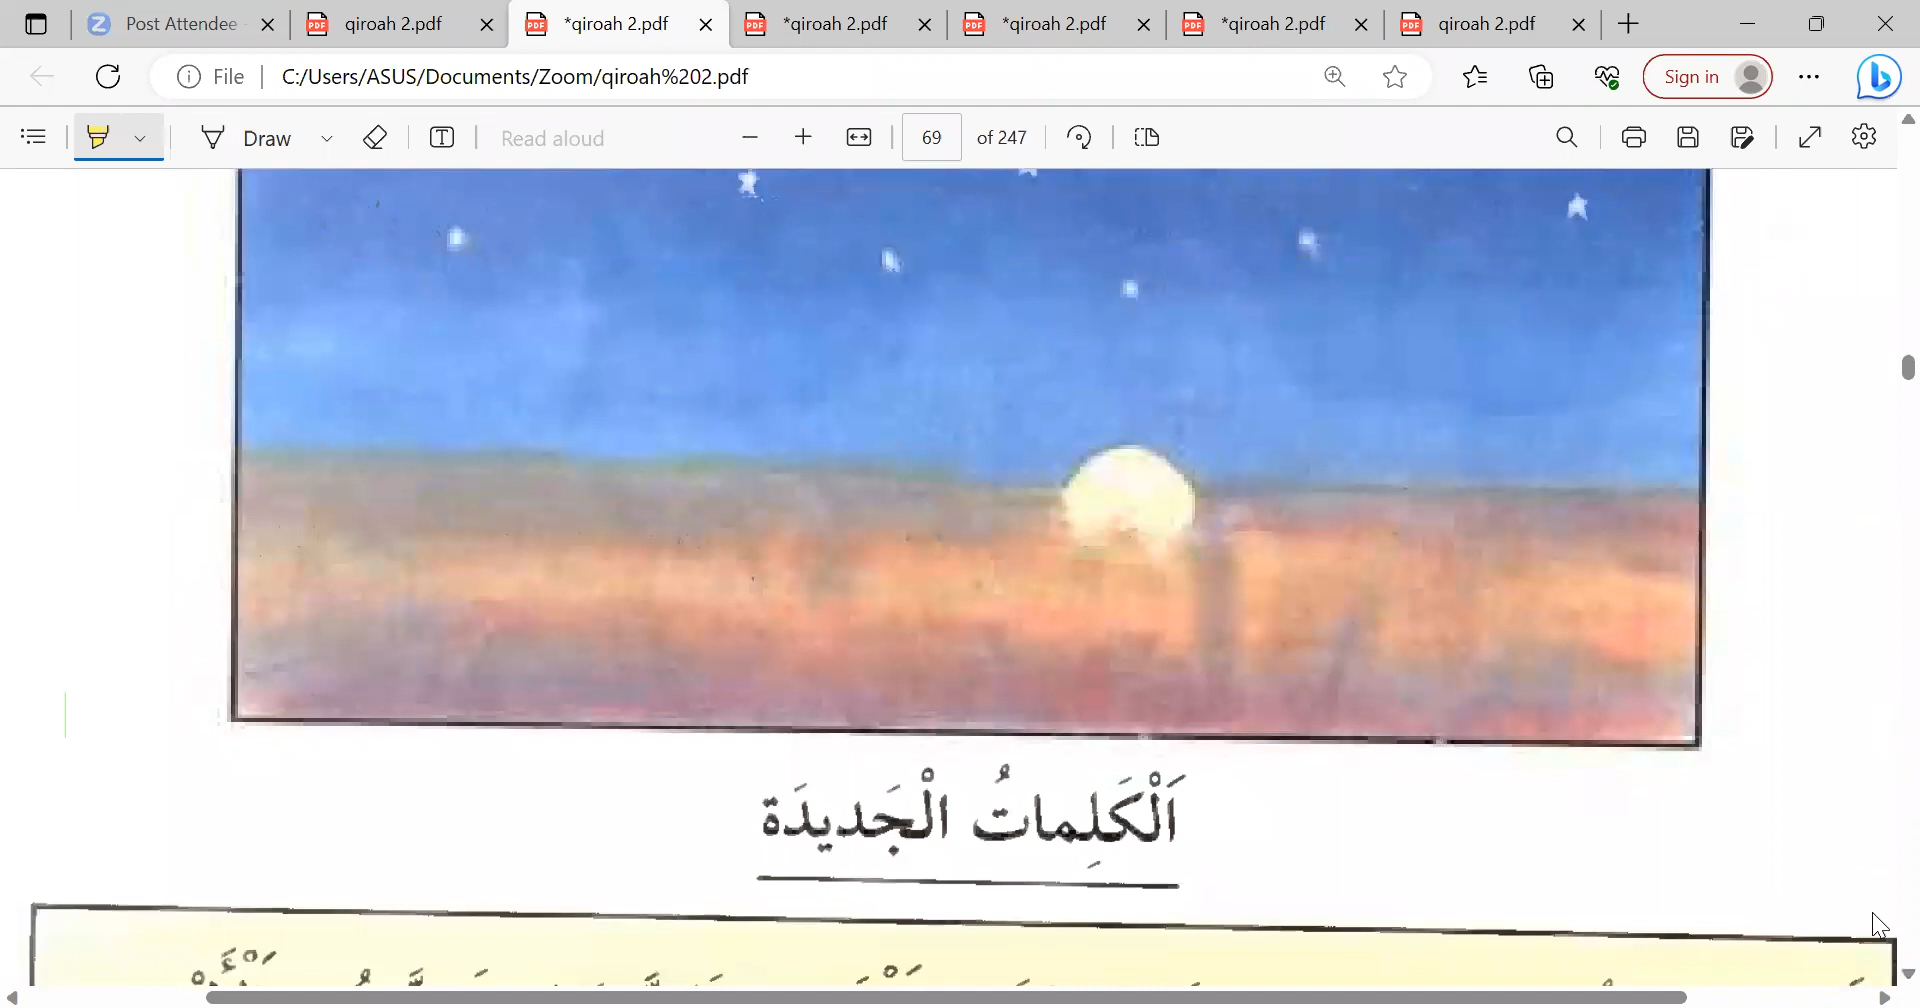 Post Attendee
qiroah 2.pdf
*qiroah 2.pdf
*qiroah 2.pdf
*qiroah 2.pdf
*qiroah 2.pdf
qiroah 2.pdf
File
C:/Users/ASUS/Documents/Zoom/qiroah%202.pdf
Sign in
Draw
Read aloud
69 of 247
اَلْكَلِماتُ الْجَديدَة